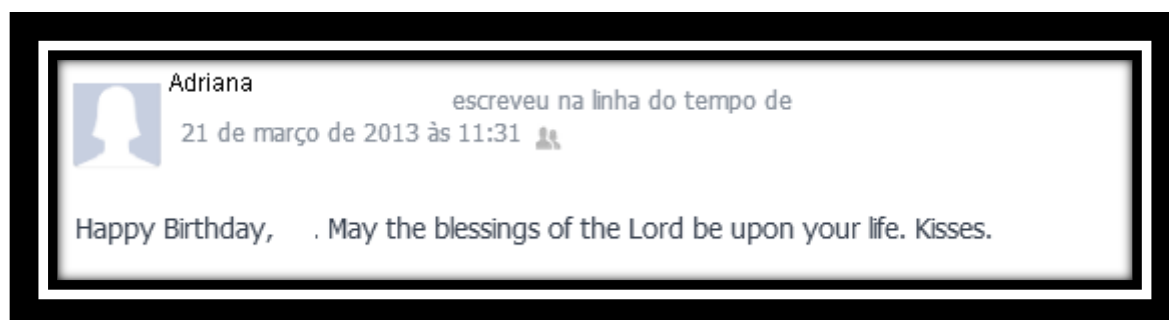 Adriana
escreveu na linha do tempo de
21 de março de 2013 às 11:31
Happy Birthday, . May the blessings of the Lord be upon your life. Kisses.